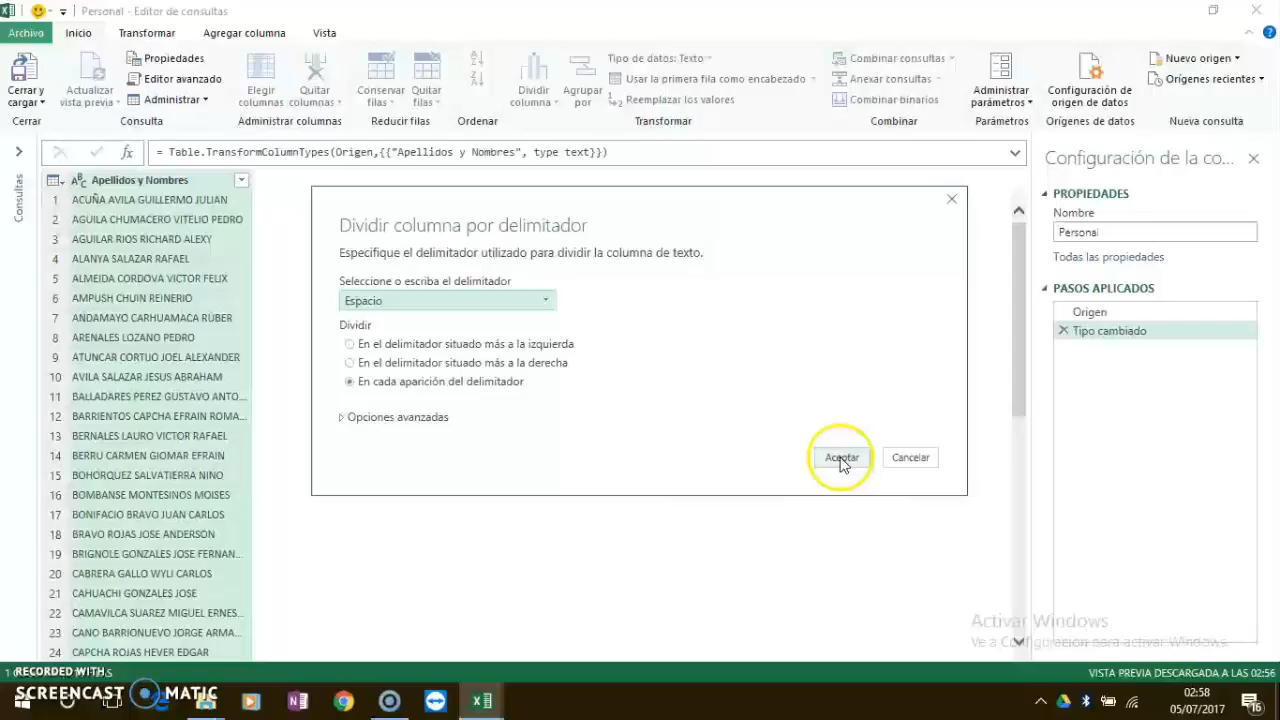 Personal - Editor de consultas
Archivo
Inicio
Transformar
Agregar columna
Vista
Cerrar y cargar
Cerrar
Actualizar vista previa
Propiedades
Editor avanzado
Administrar
Consulta
Elegir columnas
Quitar columnas
Administrar columnas
Conservar filas
Quitar filas
Reducir filas
Ordenar
Dividir columna
Agrupar por
Tipo de datos: Texto
Usar la primera fila como encabezado
Reemplazar los valores
Transformar
Combinar consultas
Anexar consultas
Combinar binarios
Combinar
Administrar parámetros
Parámetros
Configuración de origen de datos
Orígenes de datos
Nuevo origen
Orígenes recientes
Nueva consulta
Consultas
fx
= Table.TransformColumnTypes(Origen,{{"Apellidos y Nombres", type text}})
Apellidos y Nombres
1 ACUÑA AVILA GUILLERMO JULIAN
2 AGUILA CHUMACERO VITELIO PEDRO
3 AGUILAR RIOS RICHARD ALEXY
4 ALANYA SALAZAR RAFAEL
5 ALMEIDA CORDOVA VICTOR FELIX
6 AMPUSH CHUIN REINERIO
7 ANDAMAYO CARHUAMACA RUBER
8 ARENALES LOZANO PEDRO
9 ATUNCAR CORTIJO JOEL ALEXANDER
10 AVILA SALAZAR JESUS ABRAHAM
11 BALLADARES PEREZ GUSTAVO ANTO...
12 BARRIENTOS CAPCHA EFRAIN ROMA...
13 BERNALES LAURO VICTOR RAFAEL
14 BERRU CARMEN GIOMAR EFRAIN
15 BOHORQUEZ SALVATIERRA NINO
16 BOMBANSE MONTESINOS MOISES
17 BONIFACIO BRAVO JUAN CARLOS
18 BRAVO ROJAS JOSE ANDERSON
19 BRIGNOLE GONZALES JOSE FERNAN...
20 CABRERA GALLO WYLI CARLOS
21 CAHUACHI GONZALES JOSE
22 CAMAVILCA SUAREZ MIGUEL ERNES...
23 CANO BARRIONUEVO JORGE ARMA...
24 CAPCHA ROJAS HEVER EDGAR
Dividir columna por delimitador
Especifique el delimitador utilizado para dividir la columna de texto.
Seleccione o escriba el delimitador
Espacio
Dividir
En el delimitador situado más a la izquierda
En el delimitador situado más a la derecha
En cada aparición del delimitador
Opciones avanzadas
Aceptar
Cancelar
Configuración de la co...
PROPIEDADES
Nombre
Personal
Todas las propiedades
PASOS APLICADOS
Origen
Tipo cambiado
Activar Windows
Ve a Configuración para activar Windows.
VISTA PREVIA DESCARGADA A LAS 02:56
RECORDED WITH
SCREENCAST MATIC
02:58
05/07/2017
16